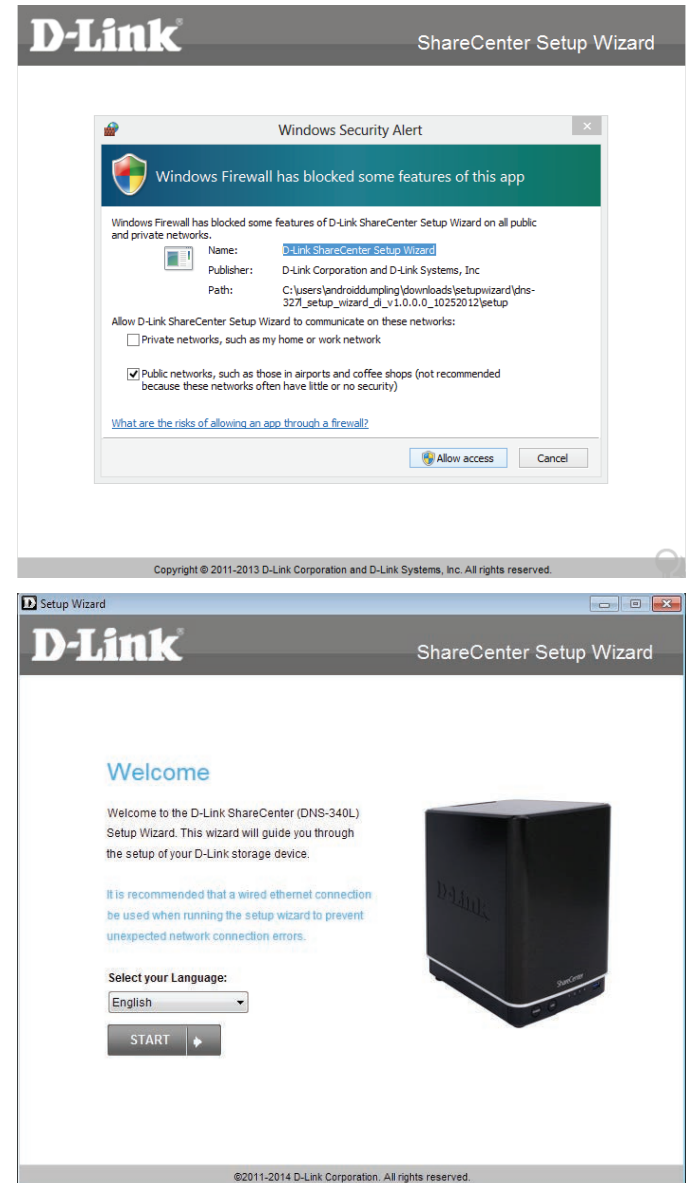 D-Link®
ShareCenter Setup Wizard
Windows Security Alert
Windows Firewall has blocked some features of this app
Windows Firewall has blocked some features of D-Link ShareCenter Setup Wizard on all public
and private networks.
Name: D-Link ShareCenter Setup Wizard
Publisher: D-Link Corporation and D-Link Systems, Inc
Path: C:\users\androiddumpling\downloads\setupwizard\dns-
327l_setup_wizard_di_v1.0.0.0_10252012\setup
Allow D-Link ShareCenter Setup Wizard to communicate on these networks:
Private networks, such as my home or work network
Public networks, such as those in airports and coffee shops (not recommended
because these networks often have little or no security)
What are the risks of allowing an app through a firewall?
Allow access Cancel
Copyright © 2011-2013 D-Link Corporation and D-Link Systems, Inc. All rights reserved.
Setup Wizard
D-Link®
ShareCenter Setup Wizard
Welcome
Welcome to the D-Link ShareCenter (DNS-340L)
Setup Wizard. This wizard will guide you through
the setup of your D-Link storage device.
It is recommended that a wired ethernet connection
be used when running the setup wizard to prevent
unexpected network connection errors.
Select your Language:
English
START
D-Link
ShareCenter
©2011-2014 D-Link Corporation. All rights reserved.